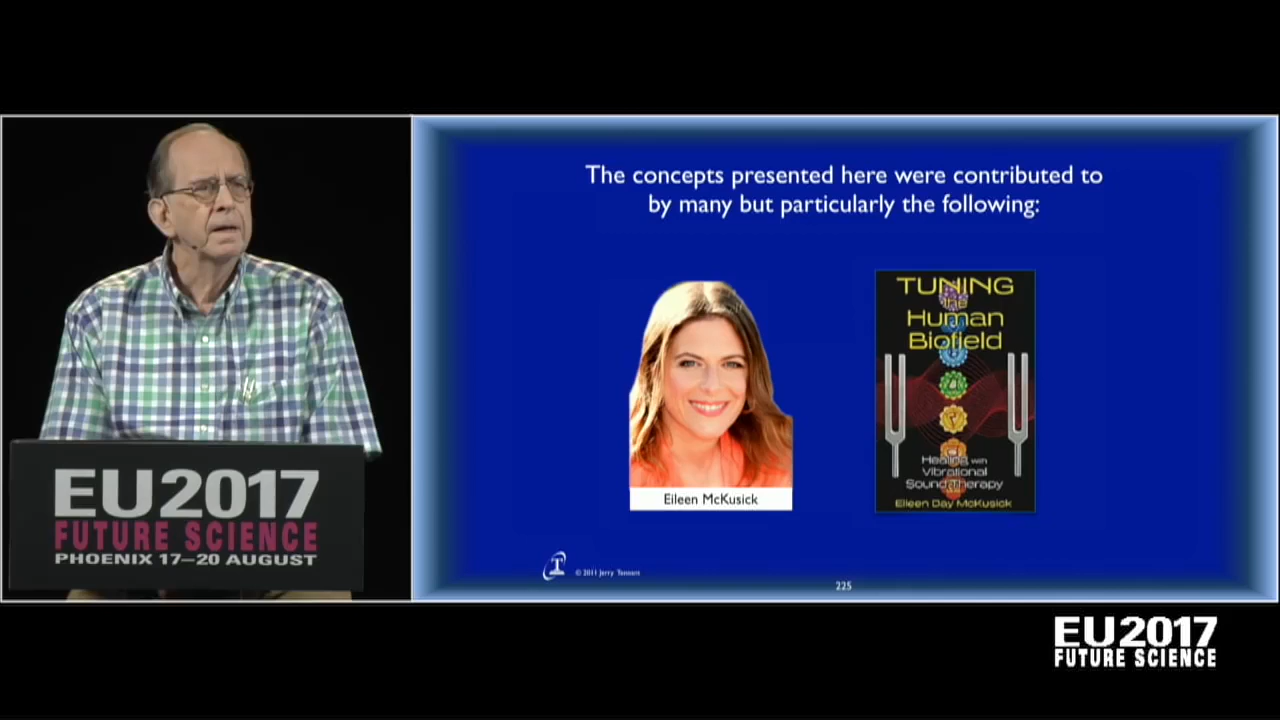 EU2017
FUTURE SCIENCE
PHOENIX 17–20 AUGUST
The concepts presented here were contributed to
by many but particularly the following:
Eileen McKusick
TUNING
the
Human
Biofield
Healing with
Vibrational
Sound Therapy
Eileen Day McKusick
T
© 2011 Jerry Tennant
225
EU2017
FUTURE SCIENCE